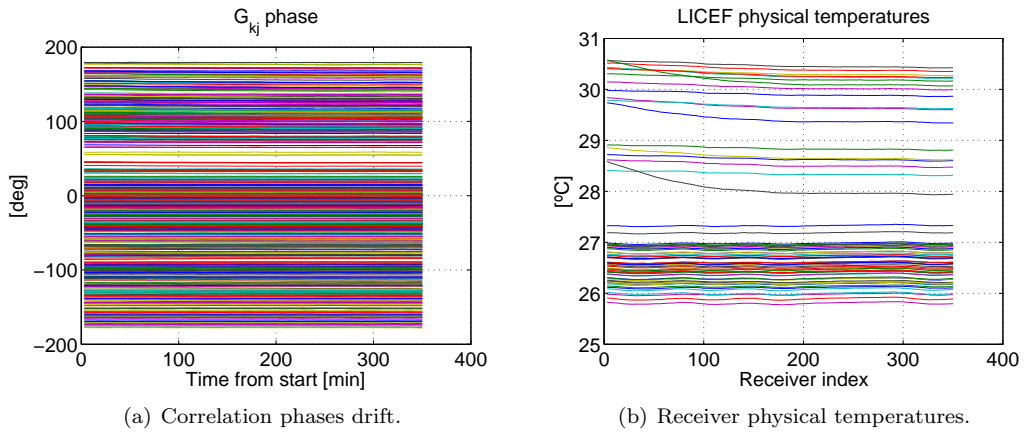 G_kj phase
200
100
0
−100
−200
[deg]
0
100
200
300
400
Time from start [min]
(a) Correlation phases drift.
LICEF physical temperatures
31
30
29
28
27
26
25
[ºC]
0
100
200
300
400
Receiver index
(b) Receiver physical temperatures.